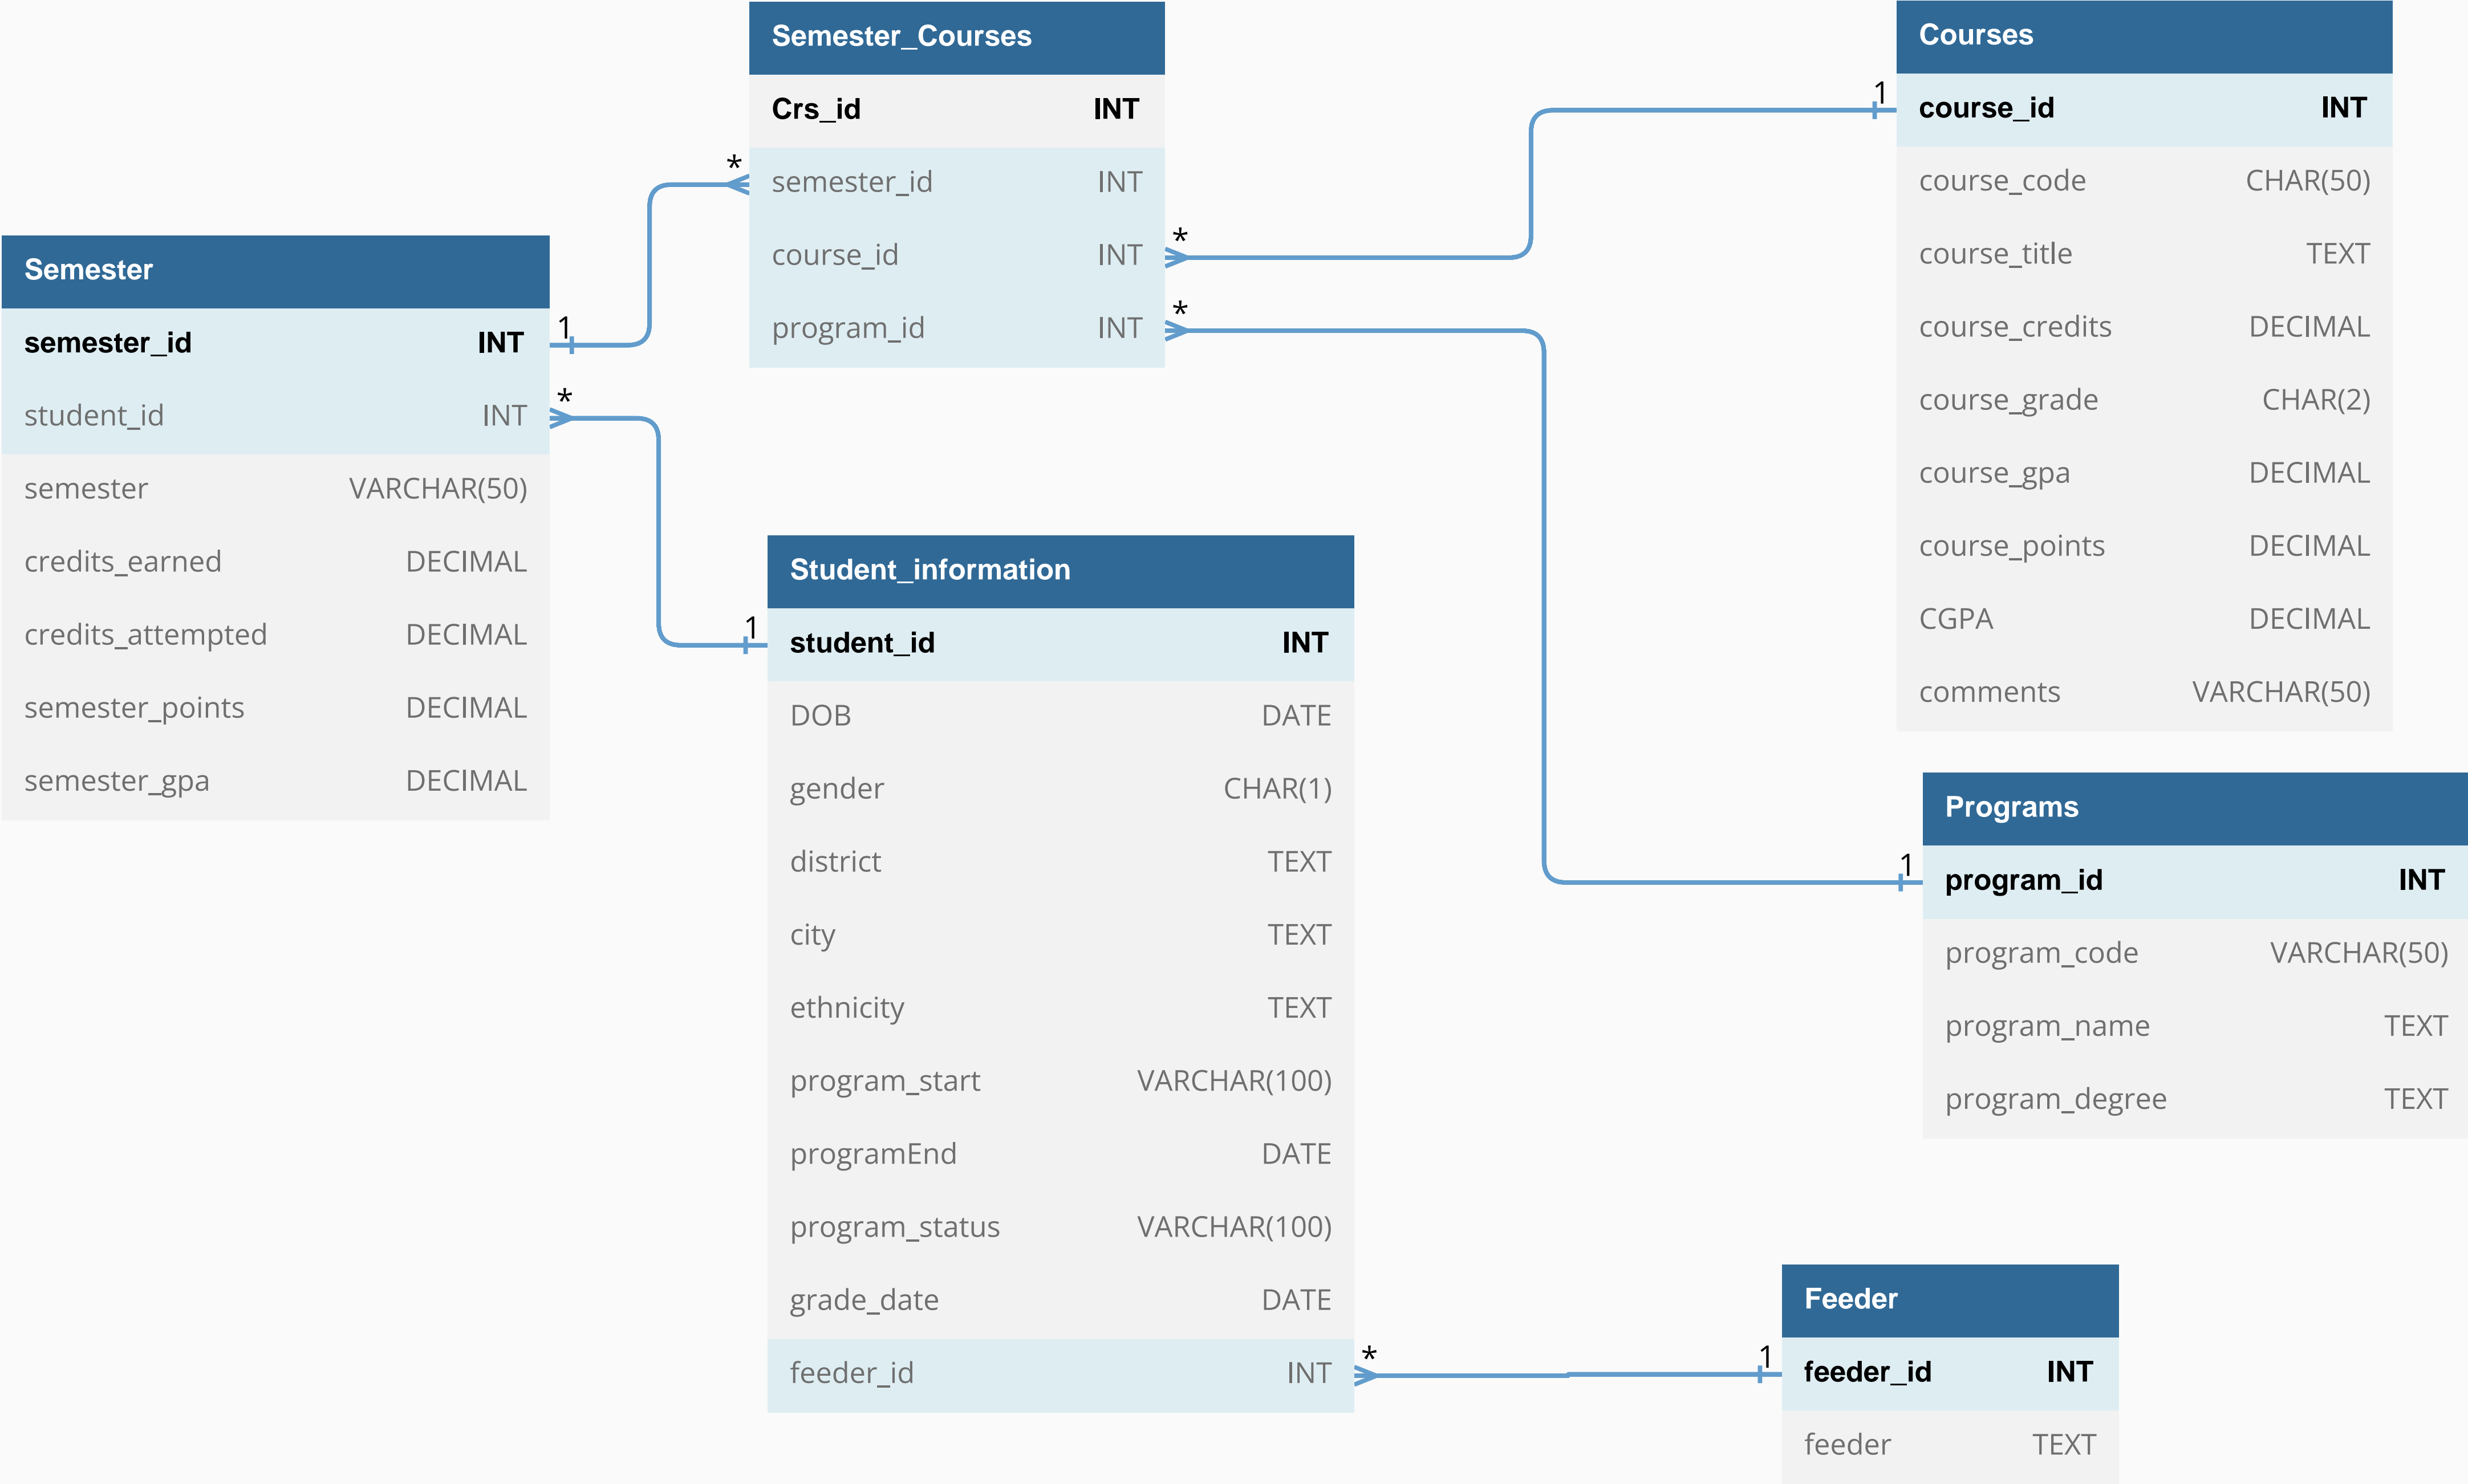 Semester_Courses
Crs_id INT
semester_id INT
*
course_id INT
*
program_id INT
*
Courses
course_id INT
1
course_code CHAR(50)
course_title TEXT
course_credits DECIMAL
course_grade CHAR(2)
course_gpa DECIMAL
course_points DECIMAL
CGPA DECIMAL
comments VARCHAR(50)
Semester
semester_id INT
1
student_id INT
*
semester VARCHAR(50)
credits_earned DECIMAL
credits_attempted DECIMAL
semester_points DECIMAL
semester_gpa DECIMAL
Student_information
student_id INT
1
DOB DATE
gender CHAR(1)
district TEXT
city TEXT
ethnicity TEXT
program_start VARCHAR(100)
programEnd DATE
program_status VARCHAR(100)
grade_date DATE
feeder_id INT
*
Programs
program_id INT
1
program_code VARCHAR(50)
program_name TEXT
program_degree TEXT
Feeder
feeder_id INT
1
feeder TEXT